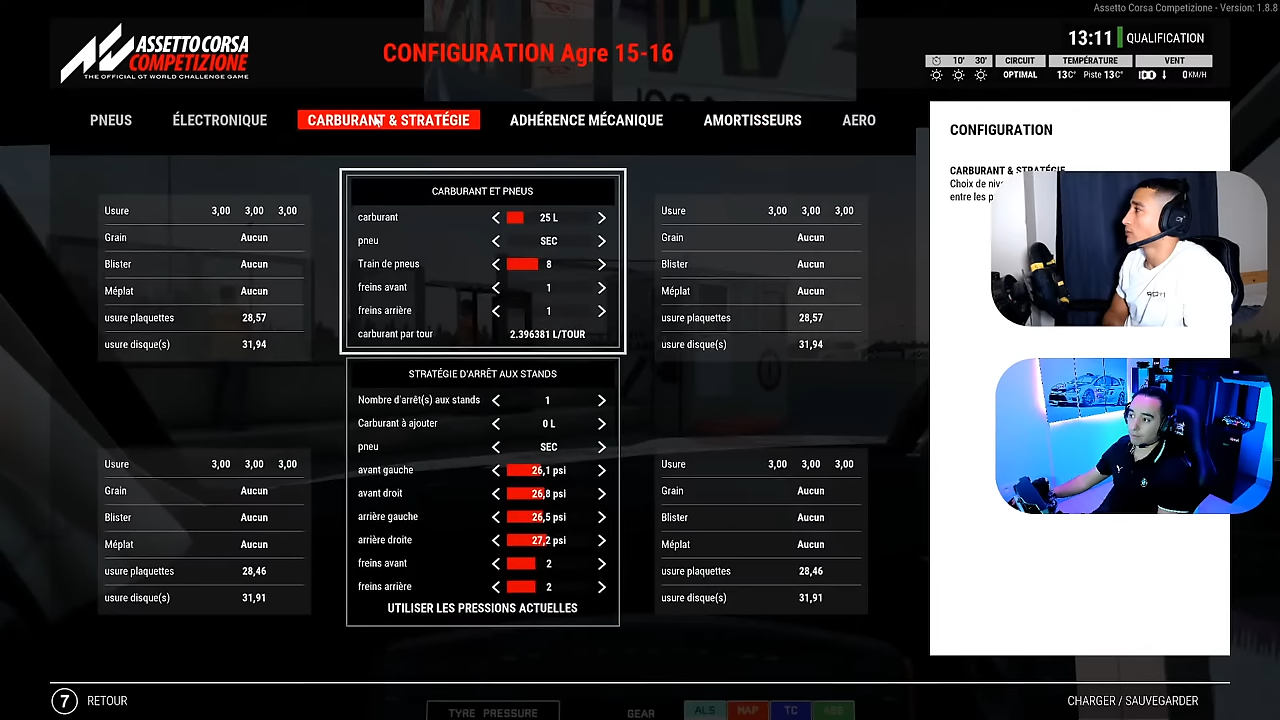 Assetto Corsa Competizione - Version: 1.8.8
ASSETTO CORSA
COMPETIZIONE
THE OFFICIAL GT WORLD CHALLENGE GAME
CONFIGURATION Agre 15-16
13:11 QUALIFICATION
10' 30' CIRCUIT TEMPÉRATURE VENT
OPTIMAL 13C° Piste 13C° 0KM/H
PNEUS ÉLECTRONIQUE CARBURANT & STRATÉGIE ADHÉRENCE MÉCANIQUE AMORTISSEURS AERO
Usure 3,00 3,00 3,00
Grain Aucun
Blister Aucun
Méplat Aucun
usure plaquettes 28,57
usure disque(s) 31,94
CARBURANT ET PNEUS
carburant 25 L
pneu SEC
Train de pneus 8
freins avant 1
freins arrière 1
carburant par tour 2.396381 L/TOUR
Usure 3,00 3,00 3,00
Grain Aucun
Blister Aucun
Méplat Aucun
usure plaquettes 28,57
usure disque(s) 31,94
CONFIGURATION
CARBURANT & STRATÉGIE
Choix de
entre les
STRATÉGIE D'ARRÊT AUX STANDS
Nombre d'arrêt(s) aux stands 1
Carburant à ajouter 0 L
pneu SEC
avant gauche 26,1 psi
avant droit 26,8 psi
arrière gauche 26,5 psi
arrière droite 27,2 psi
freins avant 2
freins arrière 2
UTILISER LES PRESSIONS ACTUELLES
Usure 3,00 3,00 3,00
Grain Aucun
Blister Aucun
Méplat Aucun
usure plaquettes 28,46
usure disque(s) 31,91
Usure 3,00 3,00 3,00
Grain Aucun
Blister Aucun
Méplat Aucun
usure plaquettes 28,46
usure disque(s) 31,91
7 RETOUR
CHARGER / SAUVEGARDER
TYRE PRESSURE GEAR ALS MAP TC ABS